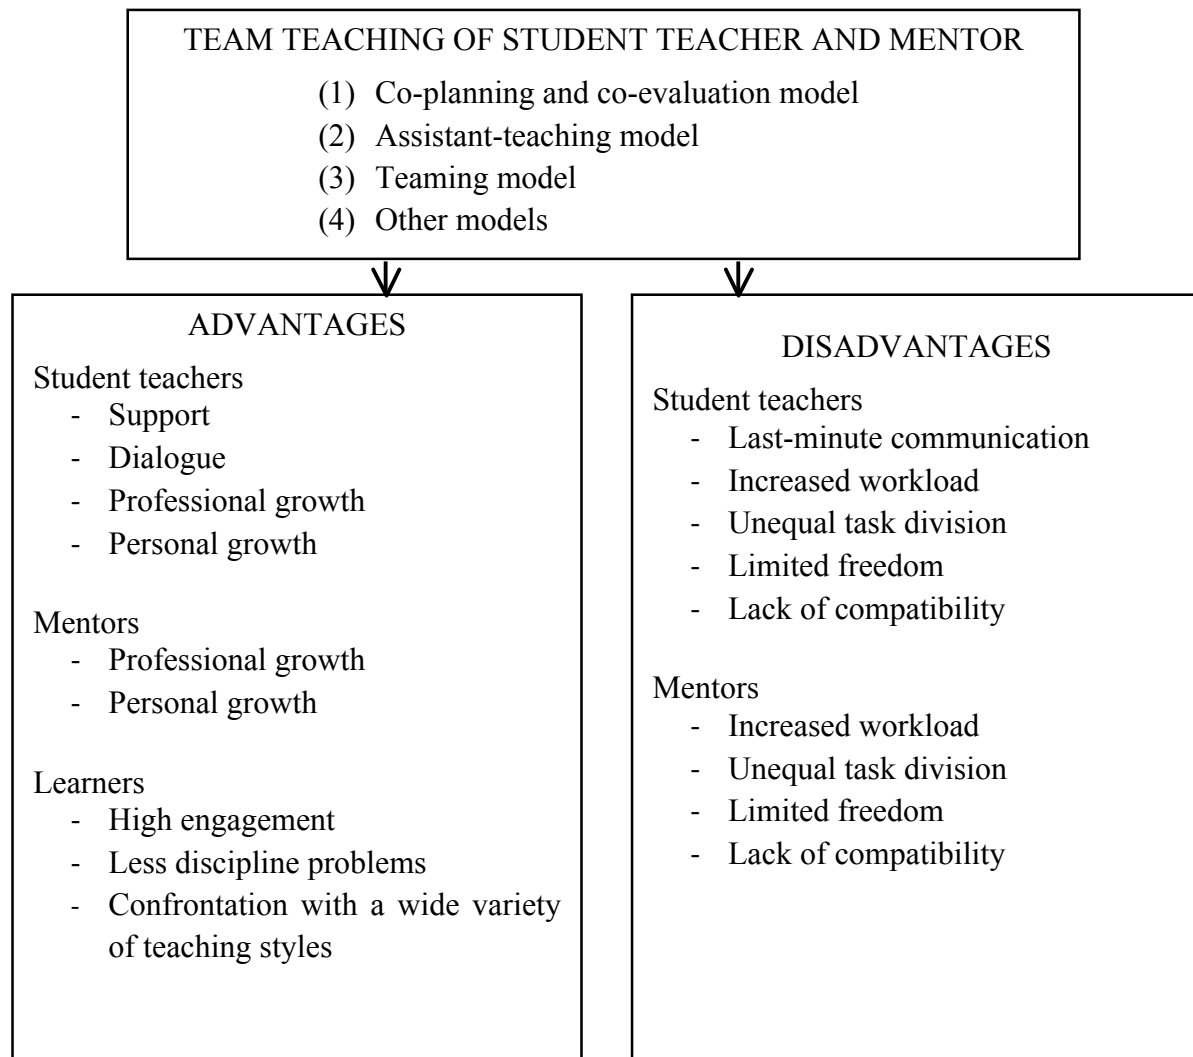 TEAM TEACHING OF STUDENT TEACHER AND MENTOR
(1) Co-planning and co-evaluation model
(2) Assistant-teaching model
(3) Teaming model
(4) Other models
ADVANTAGES
Student teachers
- Support
- Dialogue
- Professional growth
- Personal growth
Mentors
- Professional growth
- Personal growth
Learners
- High engagement
- Less discipline problems
- Confrontation with a wide variety
of teaching styles
DISADVANTAGES
Student teachers
- Last-minute communication
- Increased workload
- Unequal task division
- Limited freedom
- Lack of compatibility
Mentors
- Increased workload
- Unequal task division
- Limited freedom
- Lack of compatibility